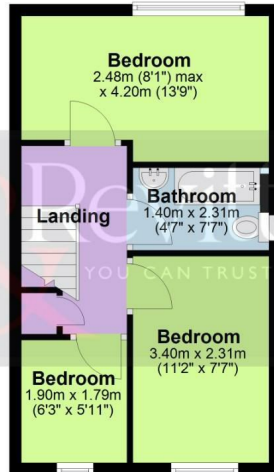 Bedroom
2.48m (8'1") max
x 4.20m (13'9")
Bathroom
1.40m x 2.31m
(4'7" x 7'7")
Landing
YOU CAN TRUST
Bedroom
3.40m x 2.31m
(11'2" x 7'7")
Bedroom
1.90m x 1.79m
(6'3" x 5'11")